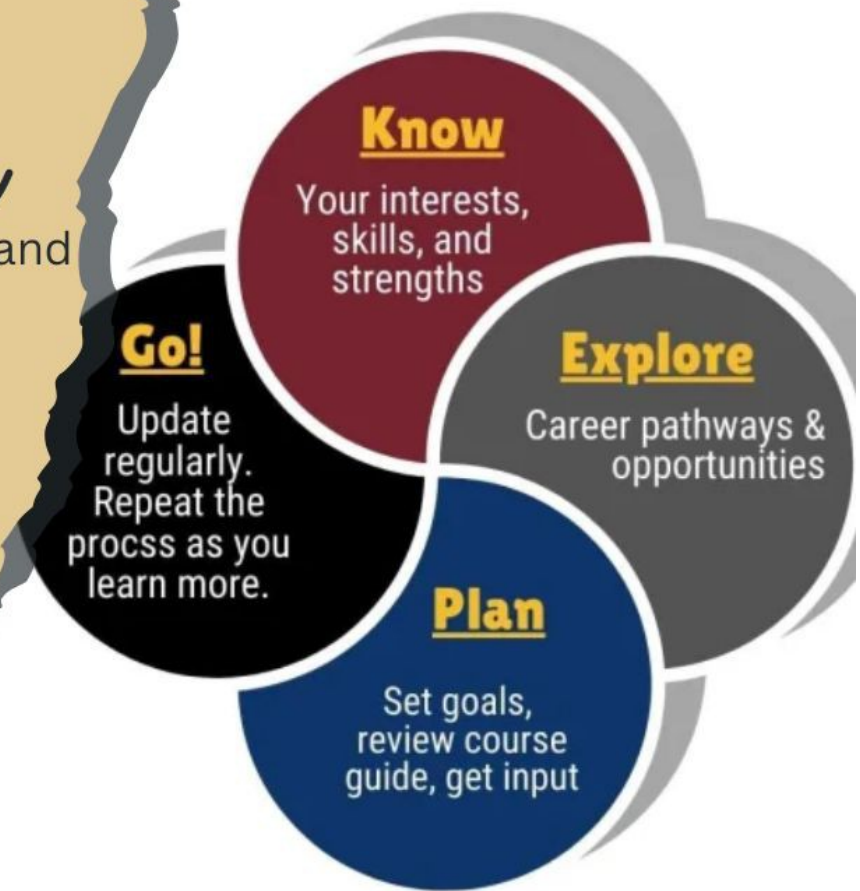 and
Know
Your interests,
skills, and
strengths
Explore
Career pathways &
opportunities
Plan
Set goals,
review course
guide, get input
Go!
Update
regularly.
Repeat the
procss as you
learn more.